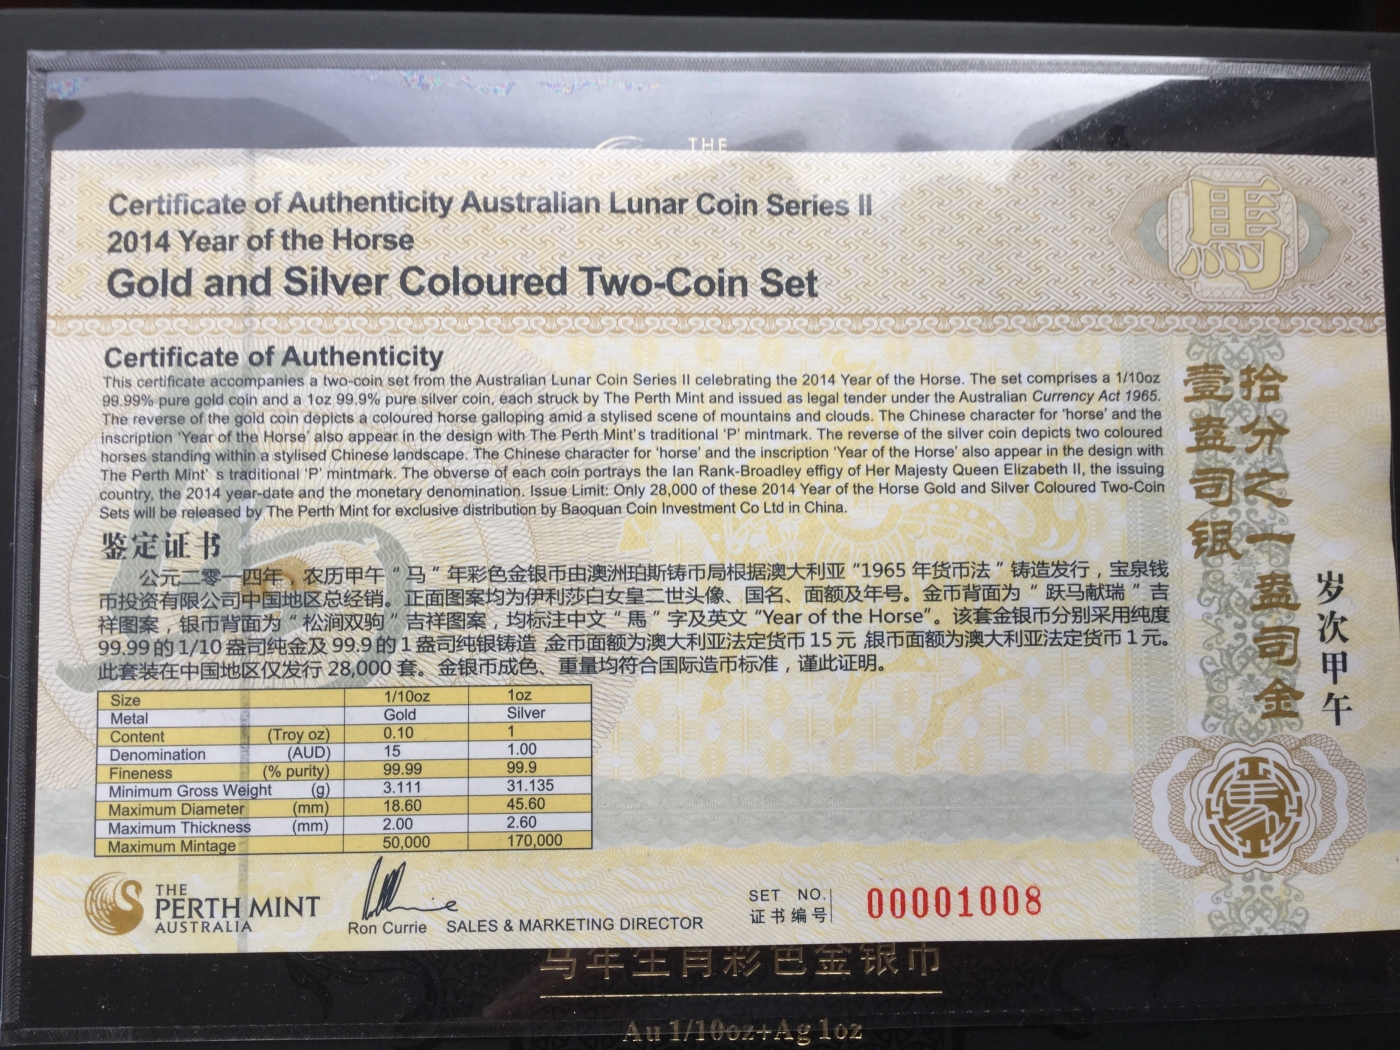 THE
Certificate of Authenticity Australian Lunar Coin Series II
2014 Year of the Horse
Gold and Silver Coloured Two-Coin Set
馬
Certificate of Authenticity
This certificate accompanies a two-coin set from the Australian Lunar Coin Series II celebrating the 2014 Year of the Horse. The set comprises a 1/10oz
99.99% pure gold coin and a 1oz 99.9% pure silver coin, each struck by The Perth Mint and issued as legal tender under the Australian Currency Act 1965.
The reverse of the gold coin depicts a coloured horse galloping amid a stylised scene of mountains and clouds. The Chinese character for 'horse' and the
inscription 'Year of the Horse' also appear in the design with The Perth Mint's traditional 'P' mintmark. The reverse of the silver coin depicts two coloured
horses standing within a stylised Chinese landscape. The Chinese character for 'horse' and the inscription 'Year of the Horse' also appear in the design with
The Perth Mint' s traditional 'P' mintmark. The obverse of each coin portrays the Ian Rank-Broadley effigy of Her Majesty Queen Elizabeth II, the issuing
country, the 2014 year-date and the monetary denomination. Issue Limit: Only 28,000 of these 2014 Year of the Horse Gold and Silver Coloured Two-Coin
Sets will be released by The Perth Mint for exclusive distribution by Baoquan Coin Investment Co Ltd in China.
鉴定证书
公元二零一四年，农历甲午“马”年彩色金银币由澳洲珀斯铸币局根据澳大利亚“1965 年货币法”铸造发行，宝泉钱
币投资有限公司中国地区总经销。正面图案均为伊利莎白女皇二世头像、国名、面额及年号。金币背面为“跃马献瑞”吉
祥图案，银币背面为“松涧双驹”吉祥图案，均标注中文“馬”字及英文“Year of the Horse”。该套金银币分别采用纯度
99.99 的 1/10 盎司纯金及 99.9 的 1 盎司纯银铸造，金币面额为澳大利亚法定货币 15 元，银币面额为澳大利亚法定货币 1 元。
此套装在中国地区仅发行 28,000 套。金银币成色、重量均符合国际造币标准，谨此证明。
拾分之一盎司金
壹盎司银
岁次甲午
Size 1/10oz 1oz
Metal Gold Silver
Content (Troy oz) 0.10 1
Denomination (AUD) 15 1.00
Fineness (% purity) 99.99 99.9
Minimum Gross Weight (g) 3.111 31.135
Maximum Diameter (mm) 18.60 45.60
Maximum Thickness (mm) 2.00 2.60
Maximum Mintage 50,000 170,000
THE
PERTH MINT
AUSTRALIA
Ron Currie SALES & MARKETING DIRECTOR
SET NO.
证书编号
00001008
马年生肖彩色金银币
Au 1/10oz+Ag 1oz